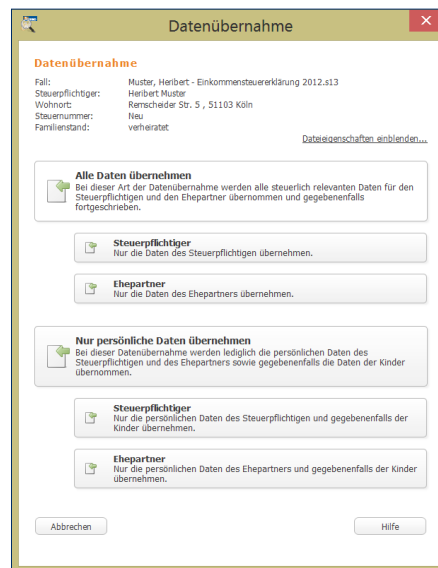 Datenübernahme
Datenübernahme
Fall: Muster, Heribert - Einkommensteuererklärung 2012.s13
Steuerpflichtiger: Heribert Muster
Wohnort: Remscheider Str. 5 , 51103 Köln
Steuernummer: Neu
Familienstand: verheiratet
Dateieigenschaften einblenden...
Alle Daten übernehmen
Bei dieser Art der Datenübernahme werden alle steuerlich relevanten Daten für den
Steuerpflichtigen und den Ehepartner übernommen und gegebenenfalls
fortgeschrieben.
Steuerpflichtiger
Nur die Daten des Steuerpflichtigen übernehmen.
Ehepartner
Nur die Daten des Ehepartners übernehmen.
Nur persönliche Daten übernehmen
Bei dieser Datenübernahme werden lediglich die persönlichen Daten des
Steuerpflichtigen und des Ehepartners sowie gegebenenfalls die Daten der Kinder
übernommen.
Steuerpflichtiger
Nur die persönlichen Daten des Steuerpflichtigen und gegebenenfalls der
Kinder übernehmen.
Ehepartner
Nur die persönlichen Daten des Ehepartners und gegebenenfalls der Kinder
übernehmen.
Abbrechen
Hilfe